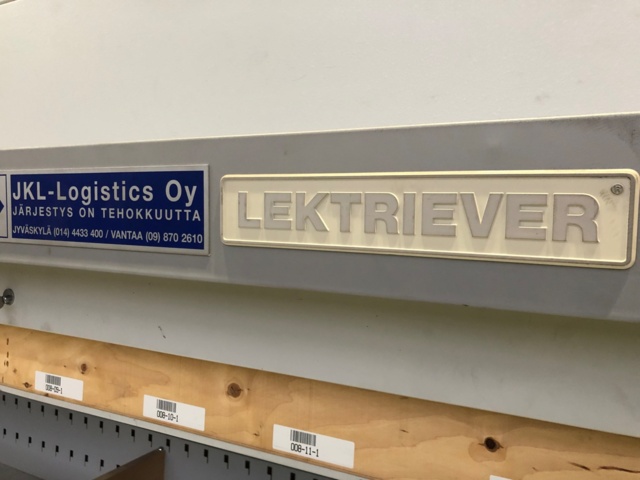 JKL-Logistics Oy
JÄRJESTYS ON TEHOKKUUTTA
JYVÄSKYLÄ (014) 4433 400 / VANTAA (09) 870 2610
LEKTRIEVER®
008-09-1
008-10-1
008-11-1